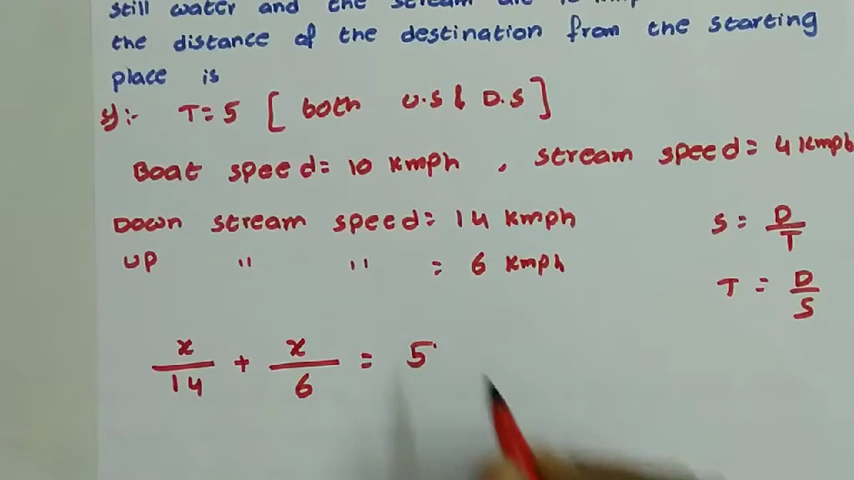 still water and the stream are
the distance of the destination from the starting
place is
T = 5 [ both U.S & D.S ]
Boat speed = 10 kmph , stream speed = 4 kmph
Down stream speed = 14 kmph
UP " " = 6 kmph
S = D/T
T = D/S
x/14 + x/6 = 5